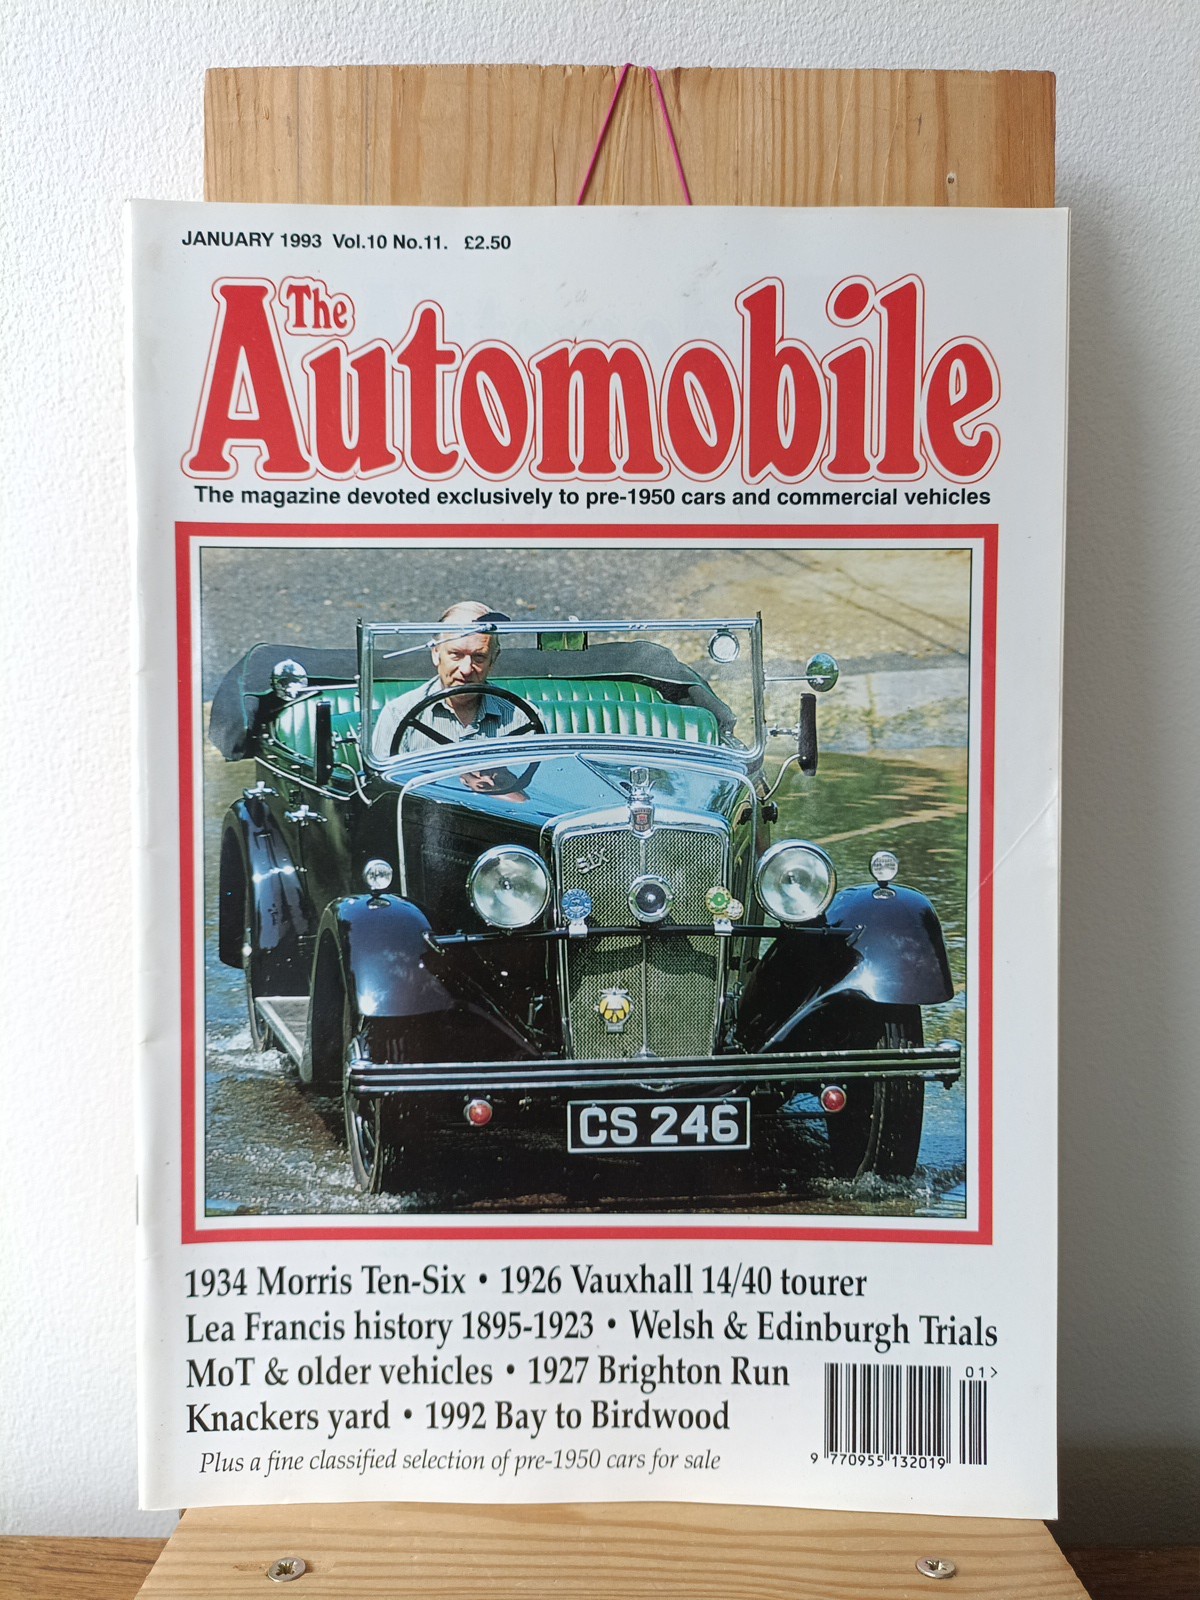 JANUARY 1993 Vol.10 No.11. £2.50
The
Automobile
The magazine devoted exclusively to pre-1950 cars and commercial vehicles
SIX
CS 246
1934 Morris Ten-Six • 1926 Vauxhall 14/40 tourer
Lea Francis history 1895-1923 • Welsh & Edinburgh Trials
MoT & older vehicles • 1927 Brighton Run
Knackers yard • 1992 Bay to Birdwood
Plus a fine classified selection of pre-1950 cars for sale
01>
9 770955 132019